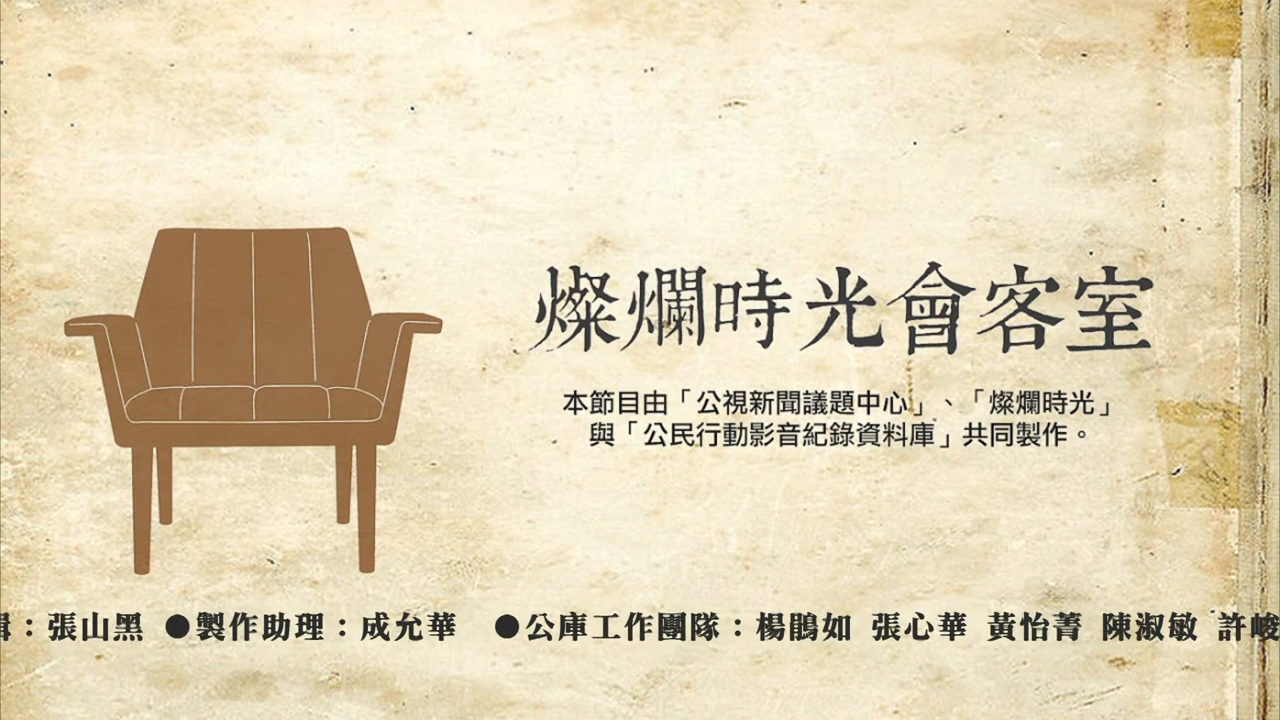 燦爛時光會客室
本節目由「公視新聞議題中心」、「燦爛時光」
與「公民行動影音紀錄資料庫」共同製作。
：張山黑 ●製作助理：成允華 ●公庫工作團隊：楊鵑如 張心華 黃怡菁 陳淑敏 許峻